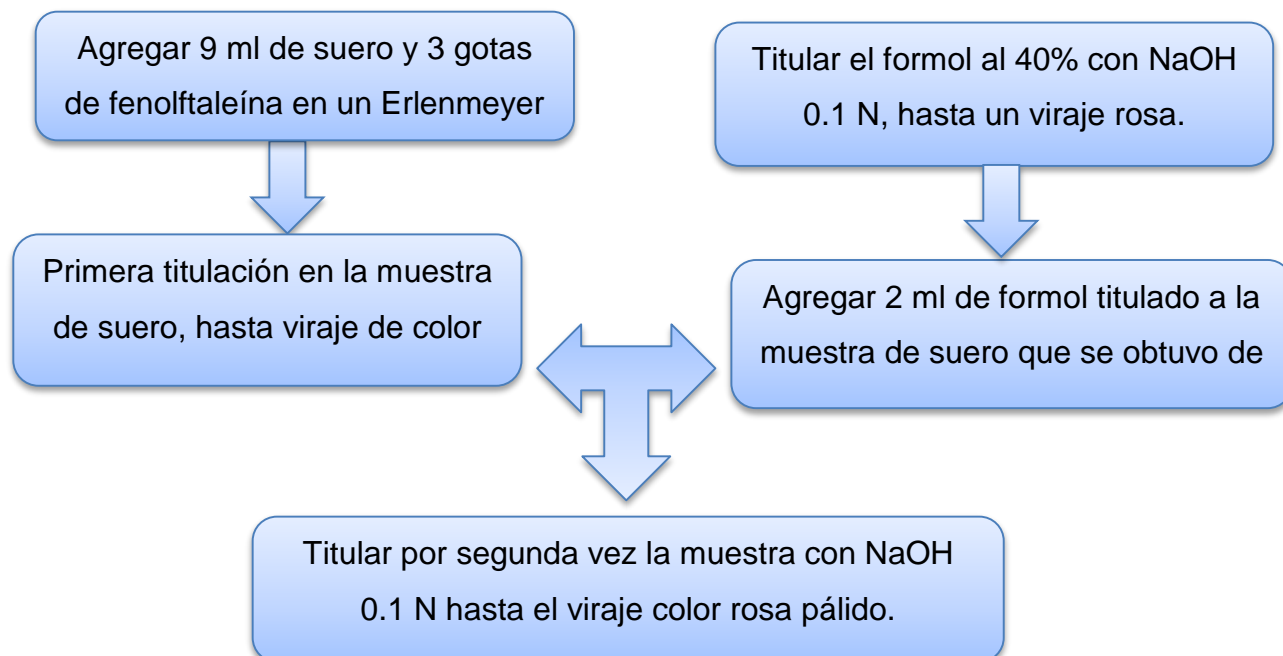 Agregar 9 ml de suero y 3 gotas
de fenolftaleína en un Erlenmeyer
Titular el formol al 40% con NaOH
0.1 N, hasta un viraje rosa.
Primera titulación en la muestra
de suero, hasta viraje de color
Agregar 2 ml de formol titulado a la
muestra de suero que se obtuvo de
Titular por segunda vez la muestra con NaOH
0.1 N hasta el viraje color rosa pálido.